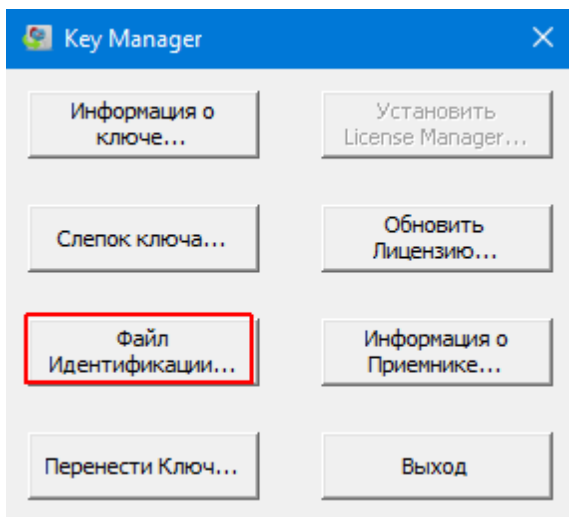 Key Manager
Информация о
ключе...
Установить
License Manager...
Слепок ключа...
Обновить
Лицензию...
Файл
Идентификации...
Информация о
Приемнике...
Перенести Ключ...
Выход